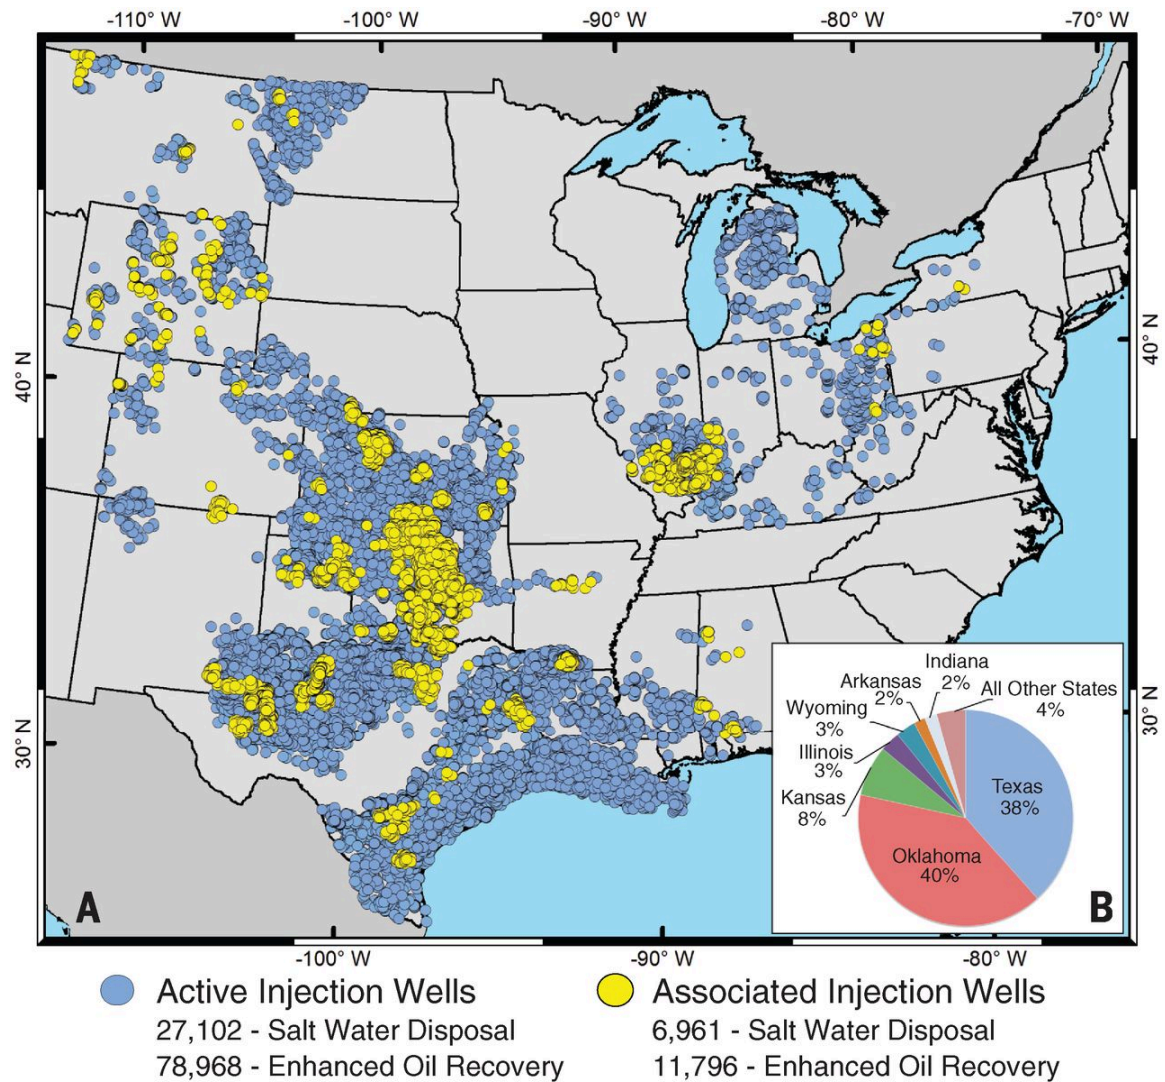 -110° W
-100° W
-90° W
-80° W
-70° W
40° N
40° N
30° N
30° N
Indiana
2%
Arkansas
2%
All Other States
4%
Wyoming
3%
Illinois
3%
Kansas
8%
Texas
38%
Oklahoma
40%
A
B
-100° W
-90° W
-80° W
Active Injection Wells
27,102 - Salt Water Disposal
78,968 - Enhanced Oil Recovery
Associated Injection Wells
6,961 - Salt Water Disposal
11,796 - Enhanced Oil Recovery